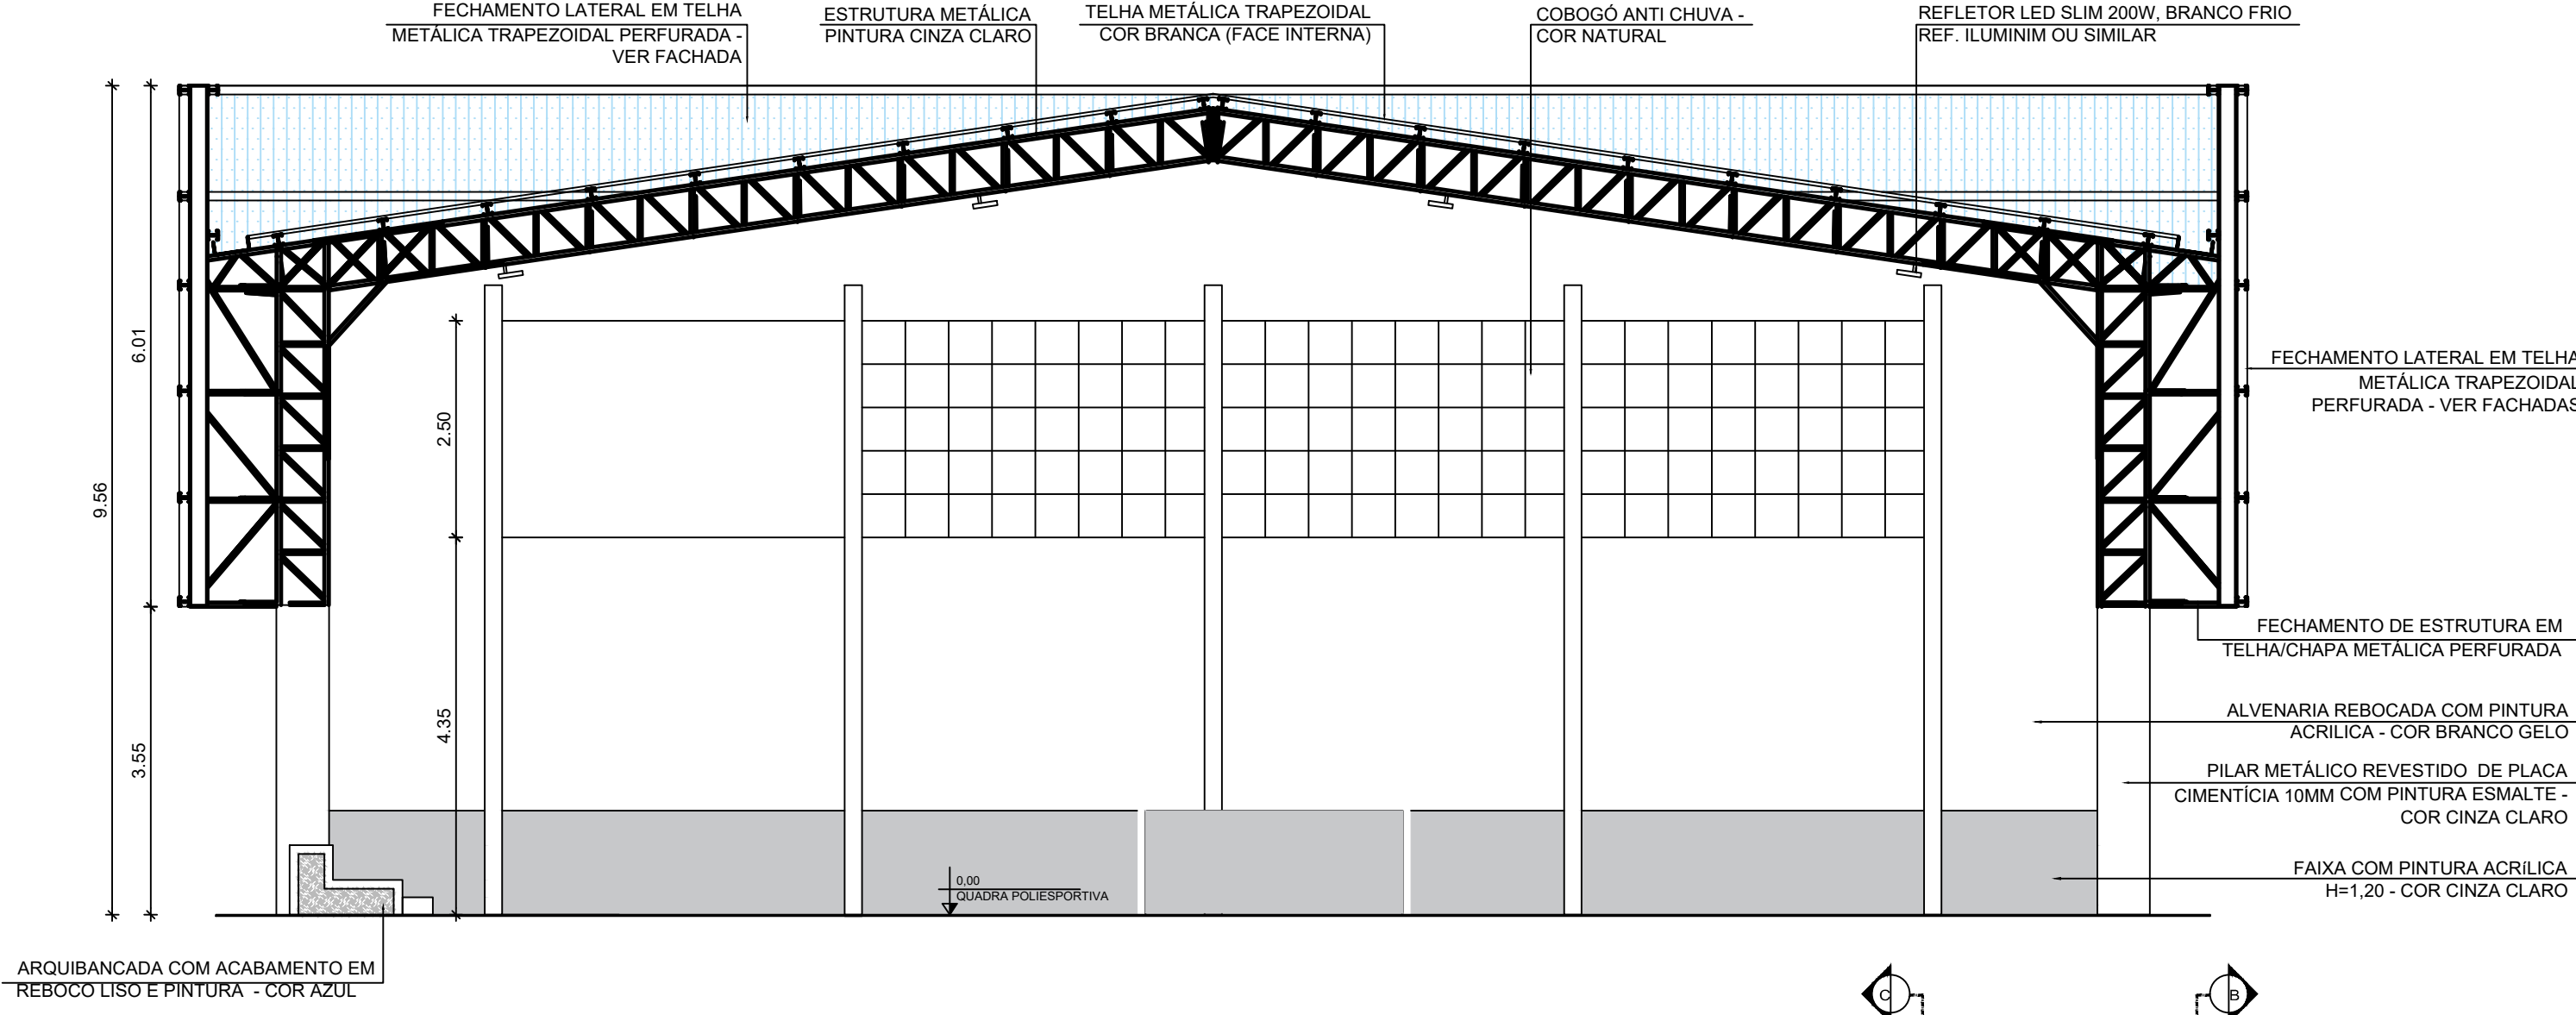 FECHAMENTO LATERAL EM TELHA
METÁLICA TRAPEZOIDAL PERFURADA -
VER FACHADA
ESTRUTURA METÁLICA
PINTURA CINZA CLARO
TELHA METÁLICA TRAPEZOIDAL
COR BRANCA (FACE INTERNA)
COBOGÓ ANTI CHUVA -
COR NATURAL
REFLETOR LED SLIM 200W, BRANCO FRIO
REF. ILUMINIM OU SIMILAR
9.56
6.01
3.55
2.50
4.35
FECHAMENTO LATERAL EM TELHA
METÁLICA TRAPEZOIDAL
PERFURADA - VER FACHADAS
FECHAMENTO DE ESTRUTURA EM
TELHA/CHAPA METÁLICA PERFURADA
ALVENARIA REBOCADA COM PINTURA
ACRILICA - COR BRANCO GELO
PILAR METÁLICO REVESTIDO DE PLACA
CIMENTÍCIA 10MM COM PINTURA ESMALTE -
COR CINZA CLARO
FAIXA COM PINTURA ACRÍLICA
H=1,20 - COR CINZA CLARO
0,00
QUADRA POLIESPORTIVA
ARQUIBANCADA COM ACABAMENTO EM
REBOCO LISO E PINTURA - COR AZUL
C
B